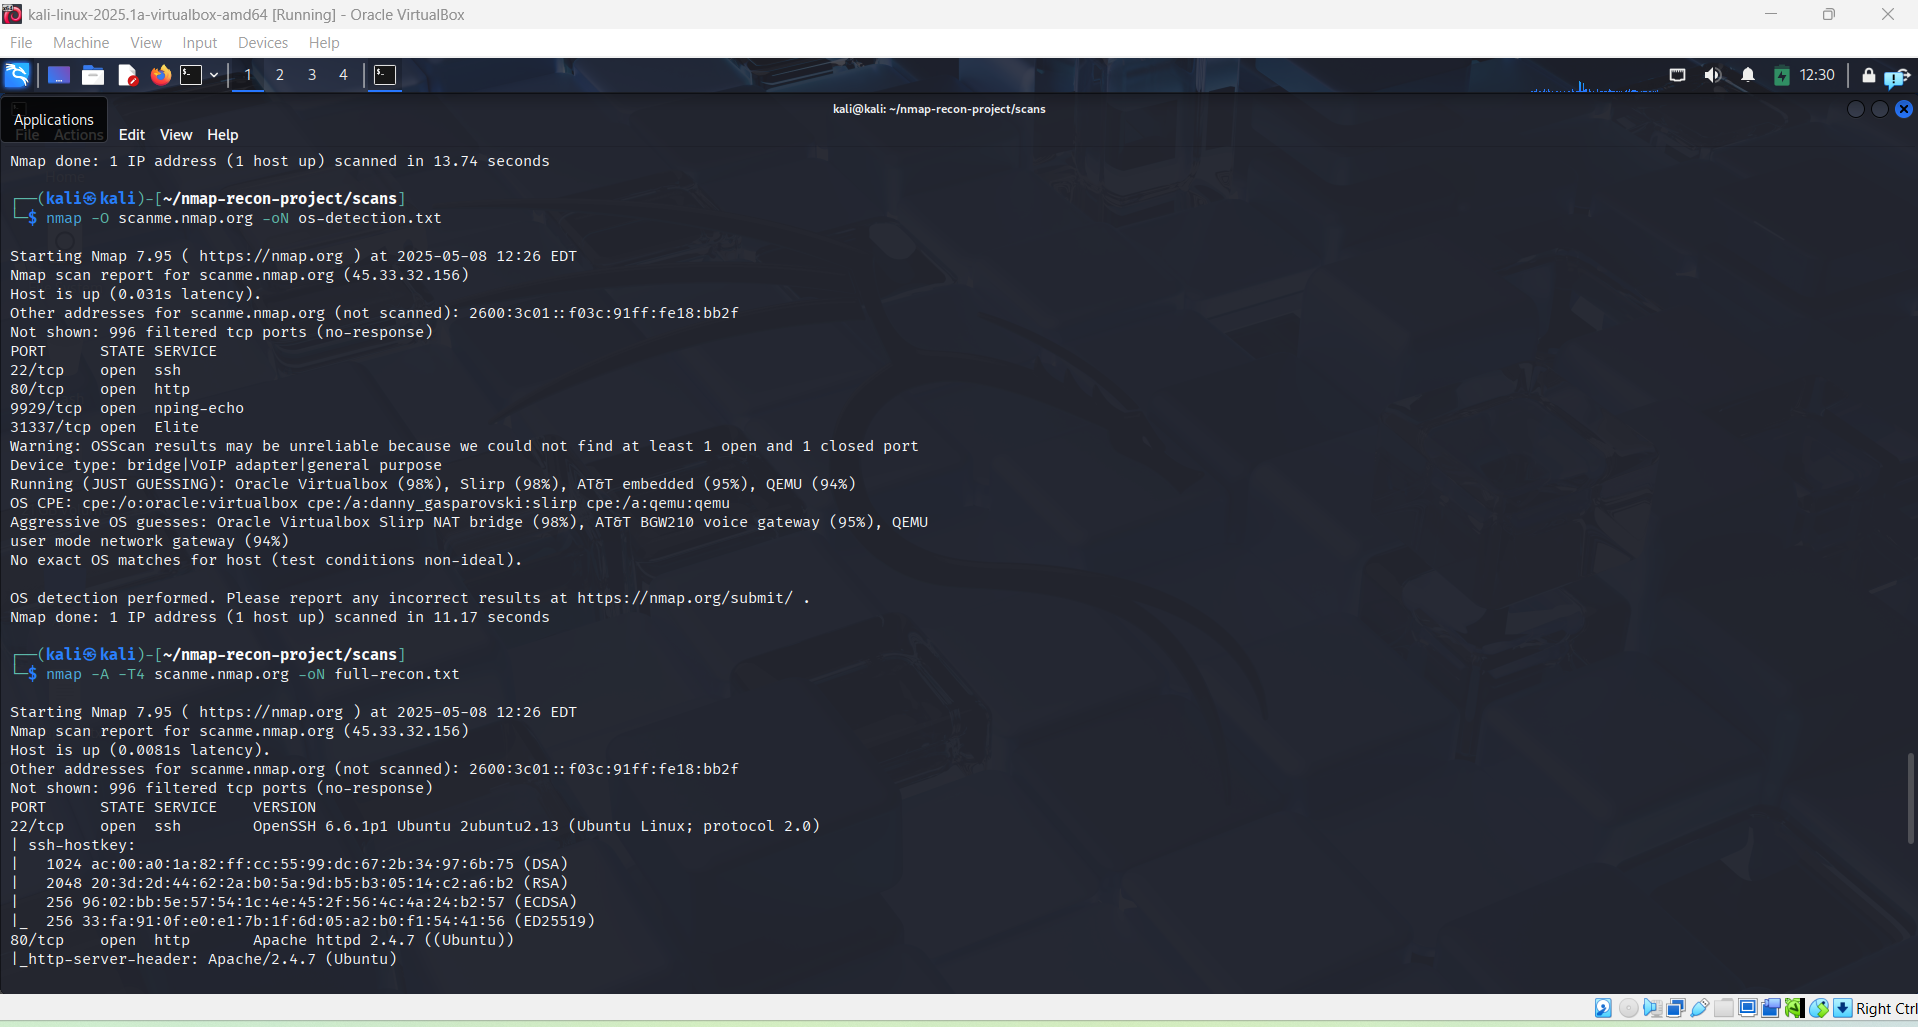 kali-linux-2025.1a-virtualbox-amd64 [Running] - Oracle VirtualBox
File Machine View Input Devices Help
1 2 3 4 12:30
kali@kali: ~/nmap-recon-project/scans
Applications
File Actions Edit View Help
Nmap done: 1 IP address (1 host up) scanned in 13.74 seconds
┌──(kali㉿kali)-[~/nmap-recon-project/scans]
└─$ nmap -O scanme.nmap.org -oN os-detection.txt
Starting Nmap 7.95 ( https://nmap.org ) at 2025-05-08 12:26 EDT
Nmap scan report for scanme.nmap.org (45.33.32.156)
Host is up (0.031s latency).
Other addresses for scanme.nmap.org (not scanned): 2600:3c01::f03c:91ff:fe18:bb2f
Not shown: 996 filtered tcp ports (no-response)
PORT      STATE SERVICE
22/tcp    open  ssh
80/tcp    open  http
9929/tcp  open  nping-echo
31337/tcp open  Elite
Warning: OSScan results may be unreliable because we could not find at least 1 open and 1 closed port
Device type: bridge|VoIP adapter|general purpose
Running (JUST GUESSING): Oracle Virtualbox (98%), Slirp (98%), AT&T embedded (95%), QEMU (94%)
OS CPE: cpe:/o:oracle:virtualbox cpe:/a:danny_gasparovski:slirp cpe:/a:qemu:qemu
Aggressive OS guesses: Oracle Virtualbox Slirp NAT bridge (98%), AT&T BGW210 voice gateway (95%), QEMU
user mode network gateway (94%)
No exact OS matches for host (test conditions non-ideal).
OS detection performed. Please report any incorrect results at https://nmap.org/submit/ .
Nmap done: 1 IP address (1 host up) scanned in 11.17 seconds
┌──(kali㉿kali)-[~/nmap-recon-project/scans]
└─$ nmap -A -T4 scanme.nmap.org -oN full-recon.txt
Starting Nmap 7.95 ( https://nmap.org ) at 2025-05-08 12:26 EDT
Nmap scan report for scanme.nmap.org (45.33.32.156)
Host is up (0.0081s latency).
Other addresses for scanme.nmap.org (not scanned): 2600:3c01::f03c:91ff:fe18:bb2f
Not shown: 996 filtered tcp ports (no-response)
PORT      STATE SERVICE    VERSION
22/tcp    open  ssh        OpenSSH 6.6.1p1 Ubuntu 2ubuntu2.13 (Ubuntu Linux; protocol 2.0)
| ssh-hostkey:
|   1024 ac:00:a0:1a:82:ff:cc:55:99:dc:67:2b:34:97:6b:75 (DSA)
|   2048 20:3d:2d:44:62:2a:b0:5a:9d:b5:b3:05:14:c2:a6:b2 (RSA)
|   256 96:02:bb:5e:57:54:1c:4e:45:2f:56:4c:4a:24:b2:57 (ECDSA)
|_  256 33:fa:91:0f:e0:e1:7b:1f:6d:05:a2:b0:f1:54:41:56 (ED25519)
80/tcp    open  http       Apache httpd 2.4.7 ((Ubuntu))
|_http-server-header: Apache/2.4.7 (Ubuntu)
Right Ctrl